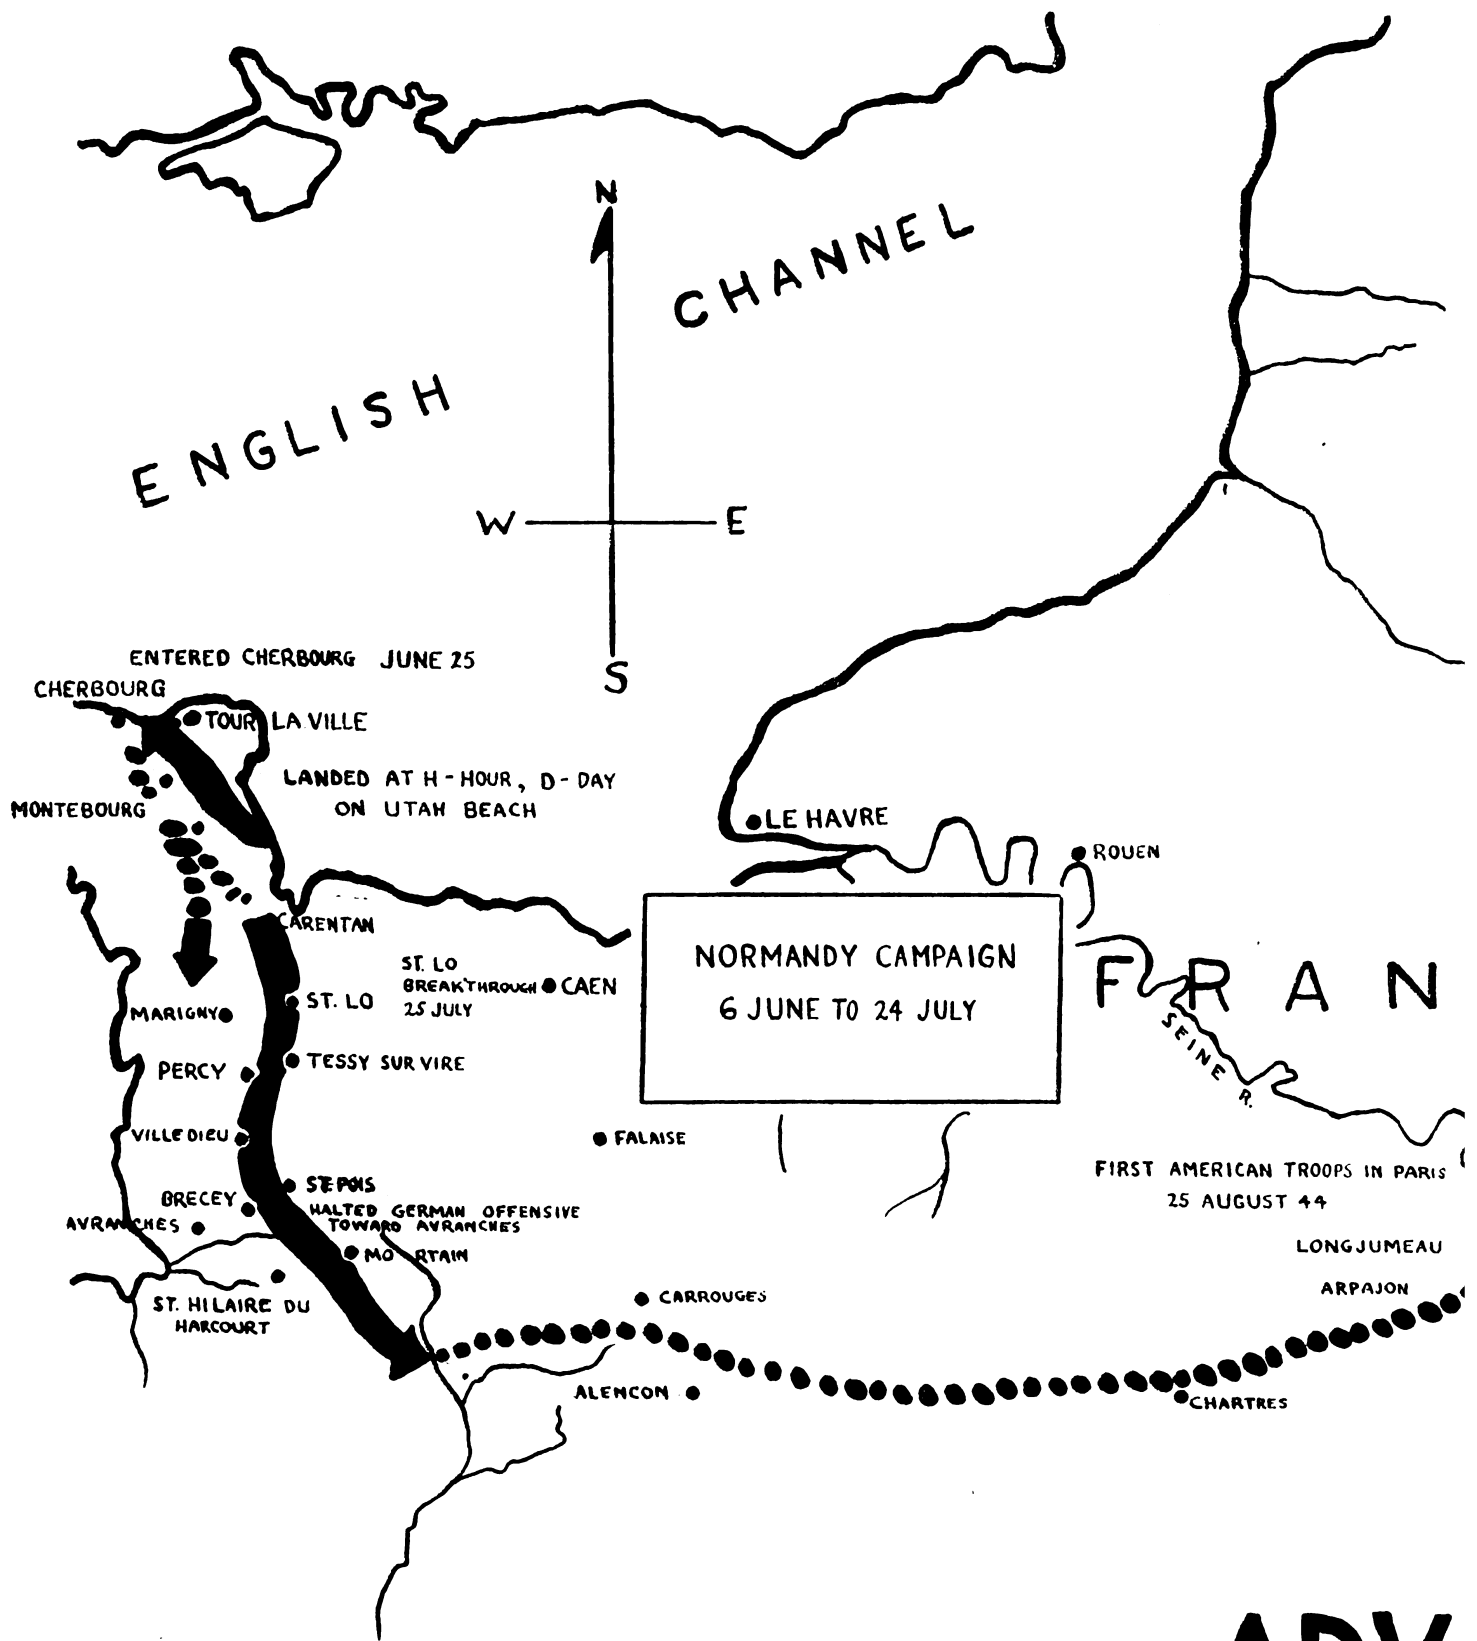 N
ENGLISH CHANNEL
W E
S
ENTERED CHERBOURG JUNE 25
CHERBOURG
TOUR LA VILLE
LANDED AT H-HOUR, D-DAY
ON UTAH BEACH
MONTEBOURG
LE HAVRE
ROUEN
CARENTAN
NORMANDY CAMPAIGN
6 JUNE TO 24 JULY
ST. LO
BREAKTHROUGH
25 JULY
CAEN
FRAN
MARIGNY
ST. LO
SEINE R.
PERCY
TESSY SUR VIRE
VILLEDIEU
FALAISE
FIRST AMERICAN TROOPS IN PARIS
25 AUGUST 44
BRECEY
ST POIS
HALTED GERMAN OFFENSIVE
TOWARD AVRANCHES
AVRANCHES
MORTAIN
LONGJUMEAU
ARPAJON
ST. HILAIRE DU
HARCOURT
CARROUGES
ALENCON
CHARTRES
ADV